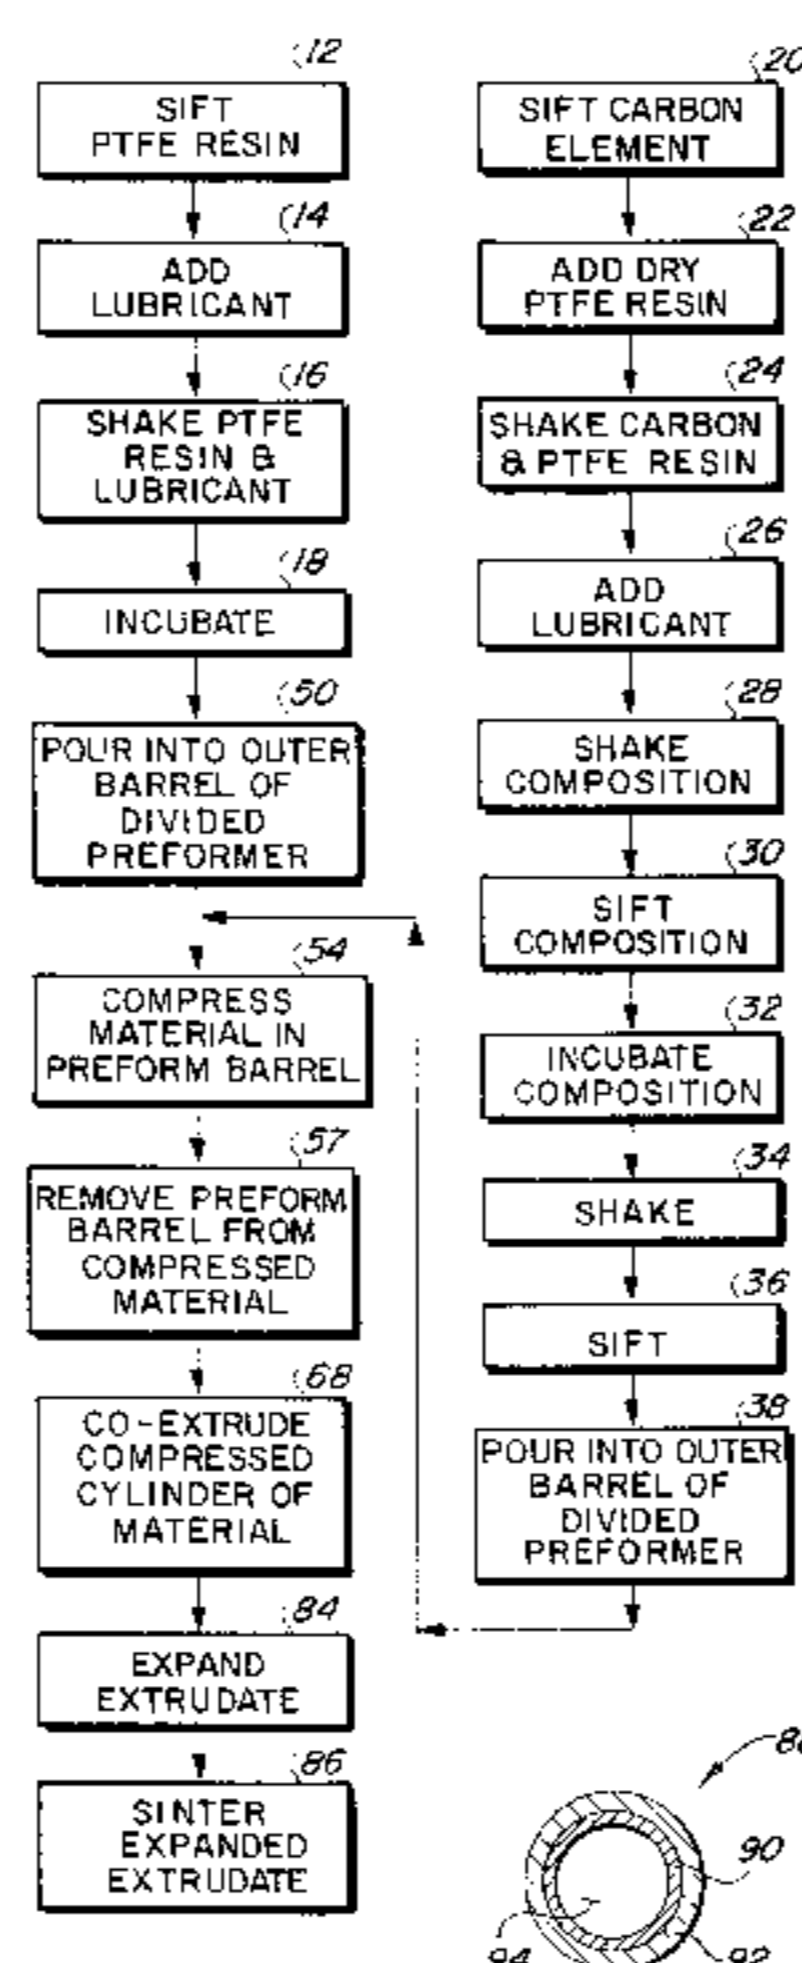 12
SIFT
PTFE RESIN
14
ADD
LUBRICANT
16
SHAKE PTFE
RESIN &
LUBRICANT
18
INCUBATE
50
POUR INTO OUTER
BARREL OF
DIVIDED
PREFORMER
54
COMPRESS
MATERIAL IN
PREFORM BARREL
57
REMOVE PREFORM
BARREL FROM
COMPRESSED
MATERIAL
68
CO-EXTRUDE
COMPRESSED
CYLINDER OF
MATERIAL
84
EXPAND
EXTRUDATE
86
SINTER
EXPANDED
EXTRUDATE
20
SIFT CARBON
ELEMENT
22
ADD DRY
PTFE RESIN
24
SHAKE CARBON
& PTFE RESIN
26
ADD
LUBRICANT
28
SHAKE
COMPOSITION
30
SIFT
COMPOSITION
32
INCUBATE
COMPOSITION
34
SHAKE
36
SIFT
38
POUR INTO OUTER
BARREL OF
DIVIDED
PREFORMER
90
94
92